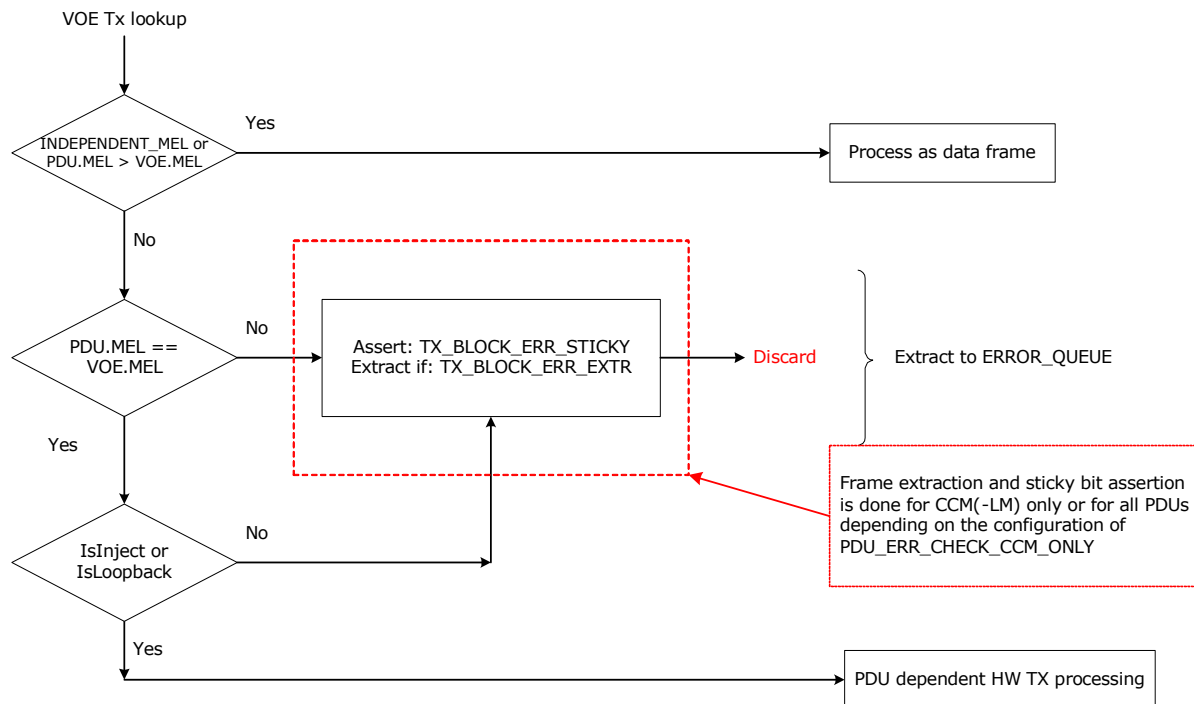 VOE Tx lookup
INDEPENDENT_MEL or
PDU.MEL > VOE.MEL
Yes
Process as data frame
No
PDU.MEL ==
VOE.MEL
No
Assert: TX_BLOCK_ERR_STICKY
Extract if: TX_BLOCK_ERR_EXTR
Discard
Extract to ERROR_QUEUE
Yes
Frame extraction and sticky bit assertion
is done for CCM(-LM) only or for all PDUs
depending on the configuration of
PDU_ERR_CHECK_CCM_ONLY
IsInject or
IsLoopback
No
Yes
PDU dependent HW TX processing